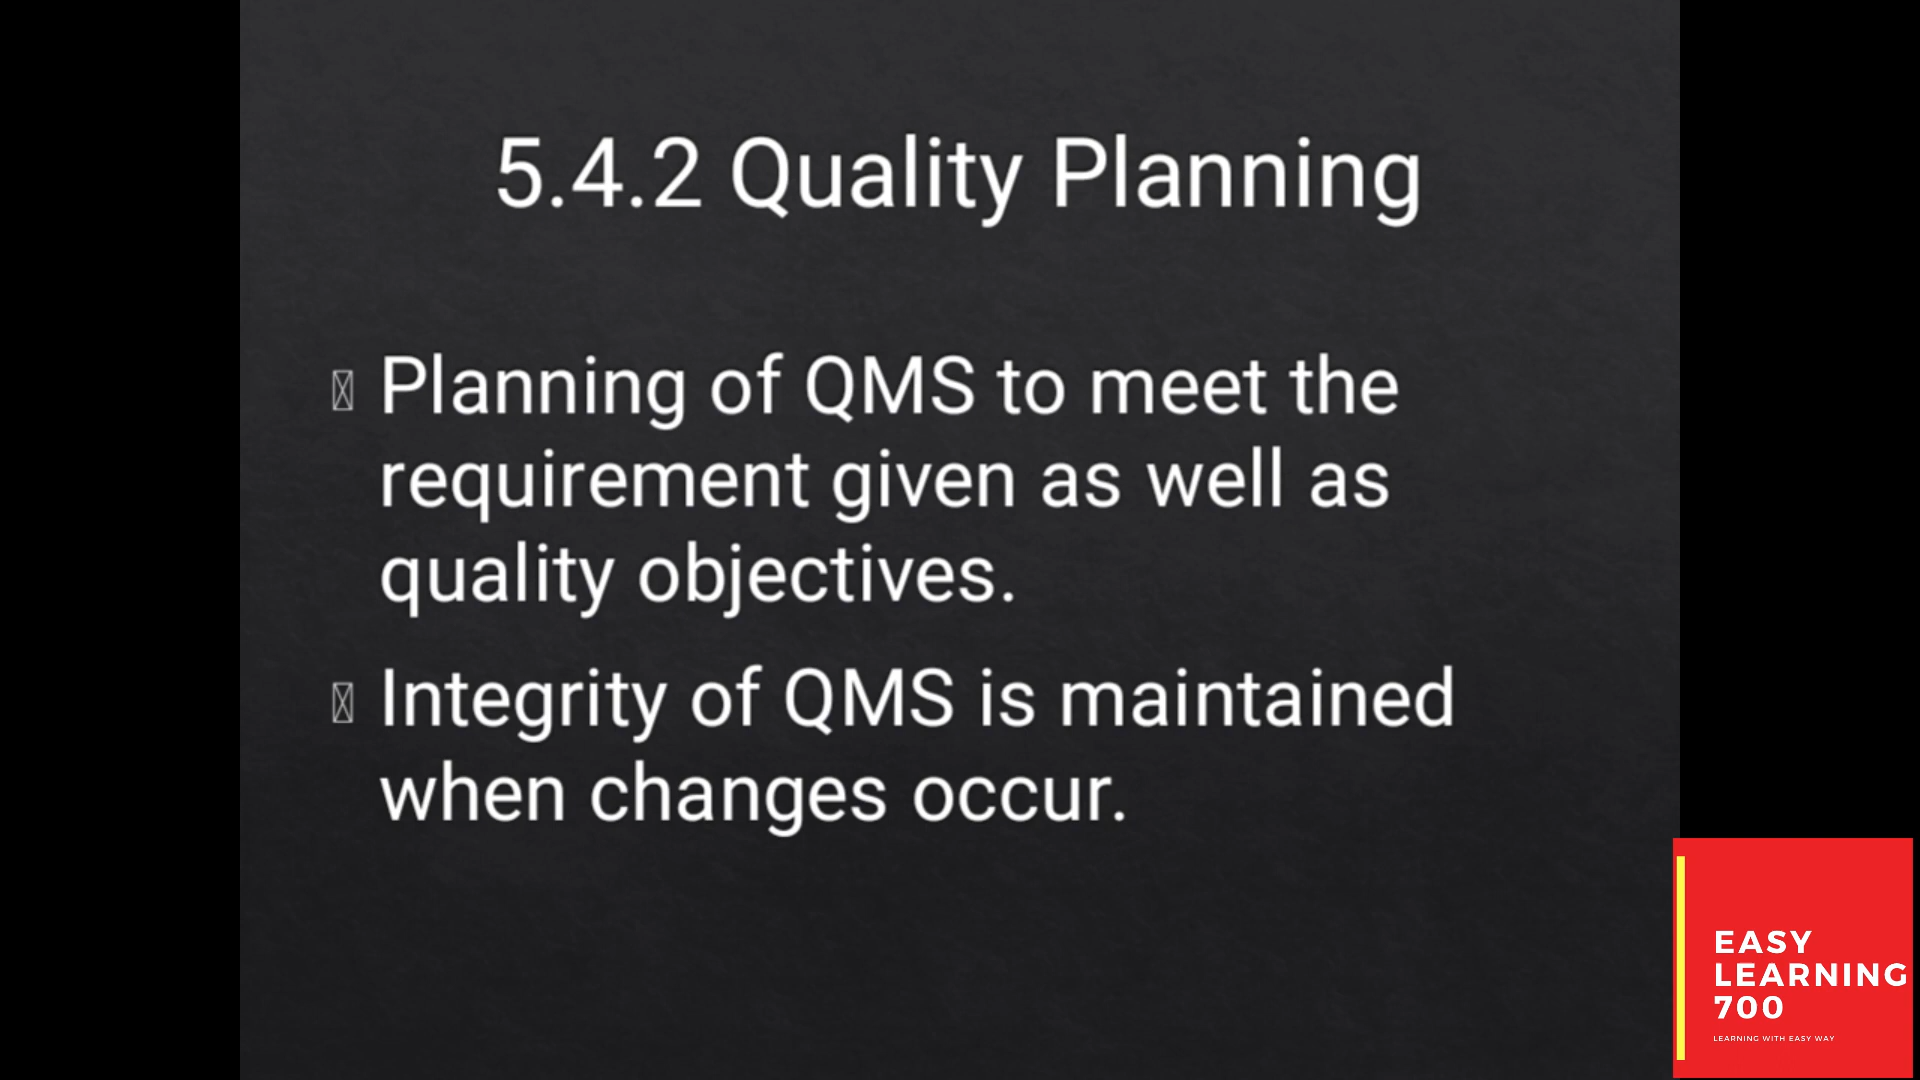 5.4.2 Quality Planning
Planning of QMS to meet the
requirement given as well as
quality objectives.
Integrity of QMS is maintained
when changes occur.
EASY
LEARNING
700
LEARNING WITH EASY WAY